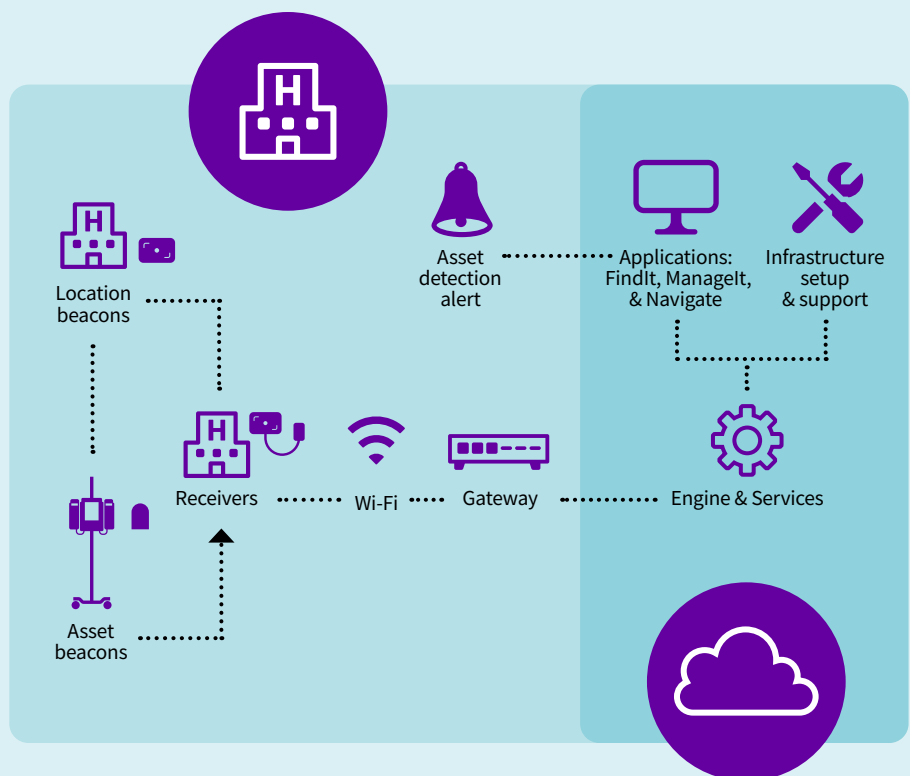 H
H
Location
beacons
Asset
detection
alert
Applications:
FindIt, ManageIt,
& Navigate
Infrastructure
setup
& support
H
Receivers
Wi-Fi
Gateway
Engine & Services
Asset
beacons